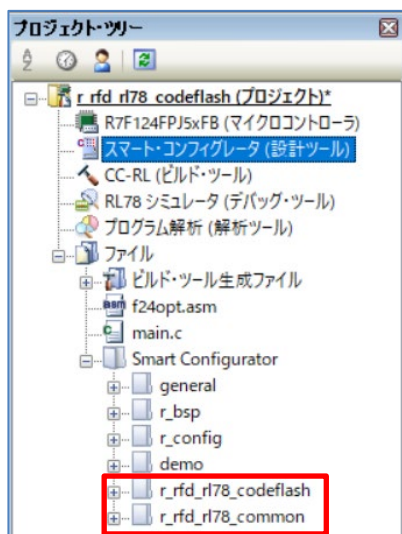 プロジェクト・ツリー
r_rfd_rl78_codeflash (プロジェクト)*
R7F124FPJ5xFB (マイクロコントローラ)
スマート・コンフィグレータ (設計ツール)
CC-RL (ビルド・ツール)
RL78 シミュレータ (デバッグ・ツール)
プログラム解析 (解析ツール)
ファイル
ビルド・ツール生成ファイル
f24opt.asm
main.c
Smart Configurator
general
r_bsp
r_config
demo
r_rfd_rl78_codeflash
r_rfd_rl78_common